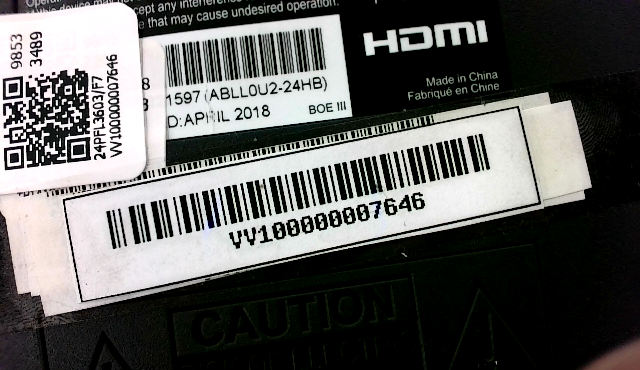 any interference
that may cause undesired operation.
HDMI
Made in China
Fabriqué en Chine
1597 (ABLL0U2-24HB)
D:APRIL 2018
BOE III
9853
3489
24PFL3603/F7
VV100000007646
VV100000007646
CAUTION